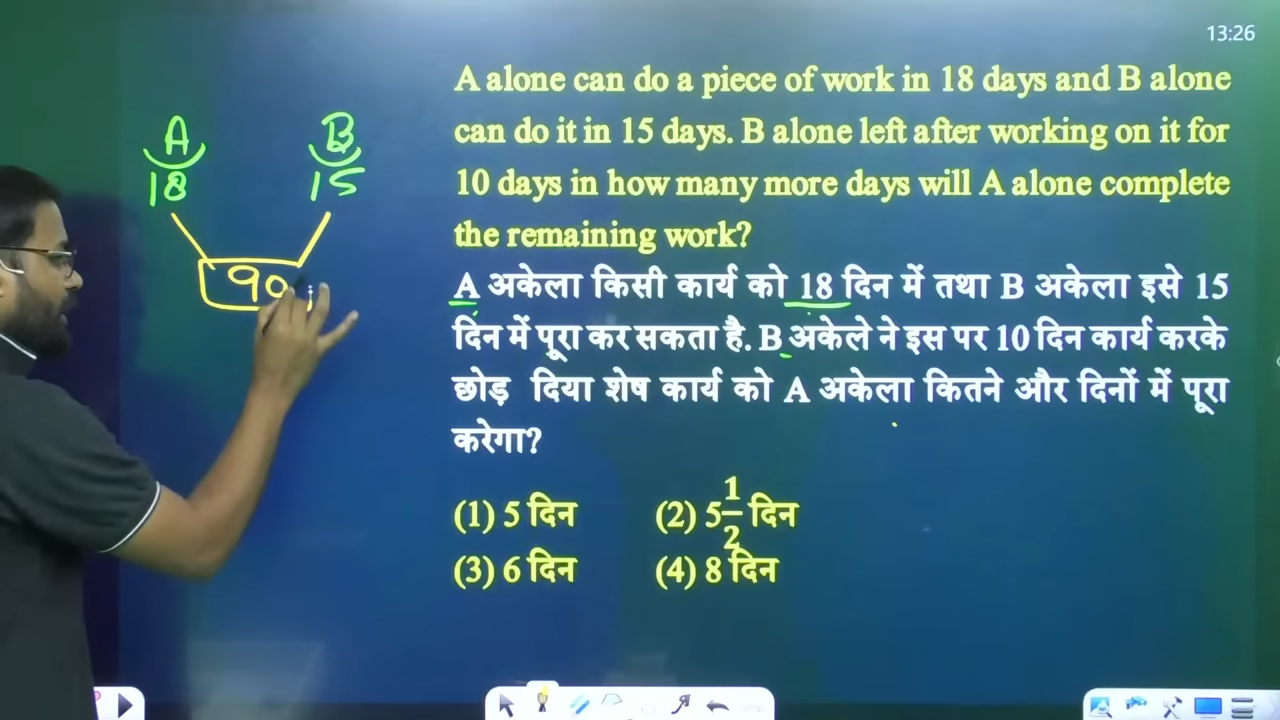 13:26
A alone can do a piece of work in 18 days and B alone
can do it in 15 days. B alone left after working on it for
10 days in how many more days will A alone complete
the remaining work?
A अकेला किसी कार्य को 18 दिन में तथा B अकेला इसे 15
दिन में पूरा कर सकता है. B अकेले ने इस पर 10 दिन कार्य करके
छोड़ दिया शेष कार्य को A अकेला कितने और दिनों में पूरा
करेगा?
(1) 5 दिन (2) 5 1/2 दिन
(3) 6 दिन (4) 8 दिन
A B
18 15
90